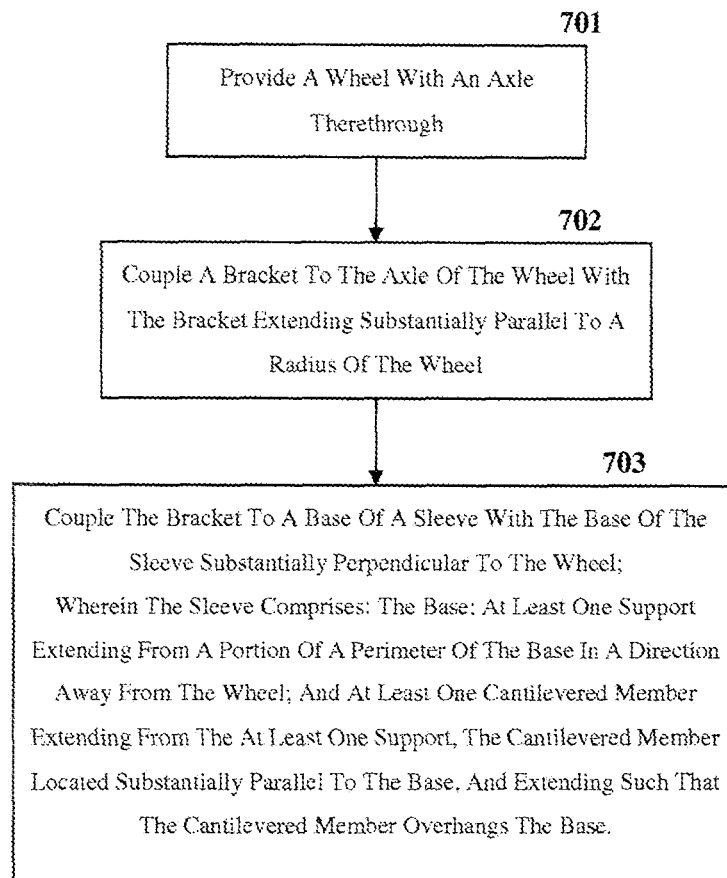 701
Provide A Wheel With An Axle
Therethrough
702
Couple A Bracket To The Axle Of The Wheel With
The Bracket Extending Substantially Parallel To A
Radius Of The Wheel
703
Couple The Bracket To A Base Of A Sleeve With The Base Of The
Sleeve Substantially Perpendicular To The Wheel;
Wherein The Sleeve Comprises: The Base; At Least One Support
Extending From A Portion Of A Perimeter Of The Base In A Direction
Away From The Wheel; And At Least One Cantilevered Member
Extending From The At Least One Support, The Cantilevered Member
Located Substantially Parallel To The Base, And Extending Such That
The Cantilevered Member Overhangs The Base.